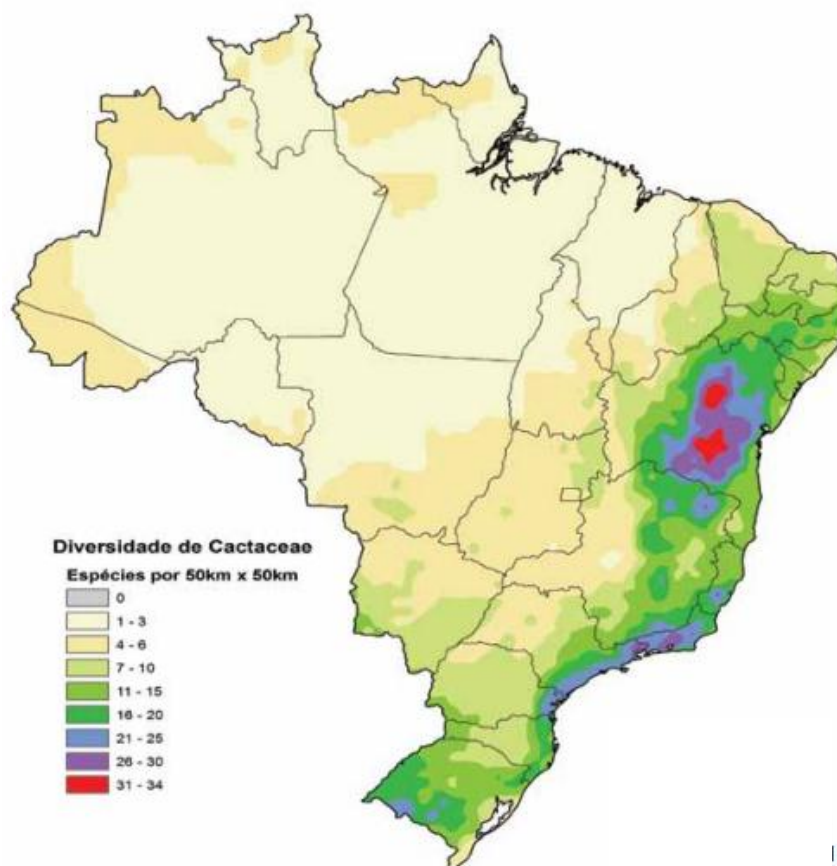 Diversidade de Cactaceae
Espécies por 50km x 50km
0
1 - 3
4 - 6
7 - 10
11 - 15
16 - 20
21 - 25
26 - 30
31 - 34